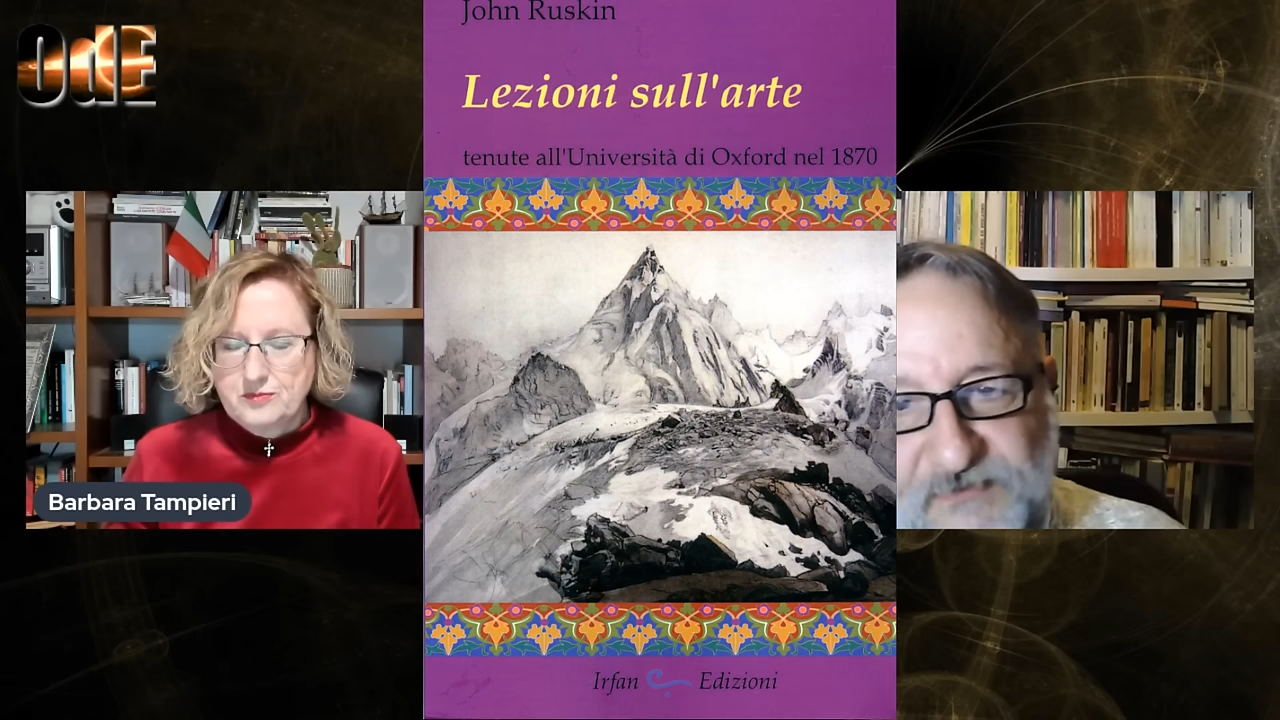 OdE
John Ruskin
Lezioni sull'arte
tenute all'Università di Oxford nel 1870
Barbara Tampieri
Irfan Edizioni